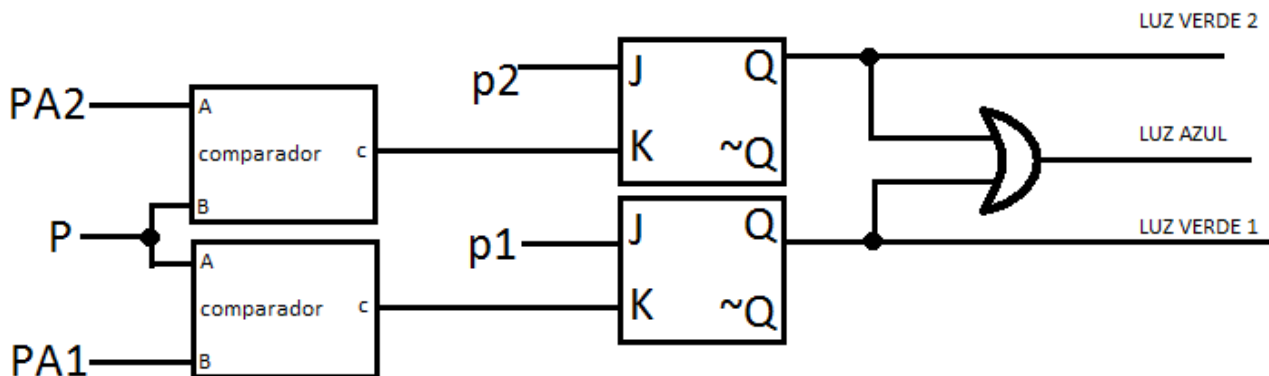 LUZ VERDE 2
PA2
A
comparador
c
B
p2
J
Q
K
~Q
LUZ AZUL
P
A
comparador
c
B
PA1
p1
J
Q
K
~Q
LUZ VERDE 1